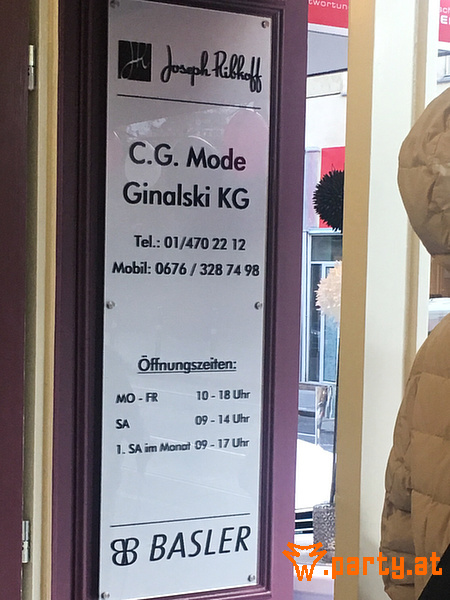 Joseph Ribkoff
C.G. Mode
Ginalski KG
Tel.: 01/470 22 12
Mobil: 0676 / 328 74 98
Öffnungszeiten:
MO - FR 10 - 18 Uhr
SA 09 - 14 Uhr
1. SA im Monat 09 - 17 Uhr
BASLER
w.party.at